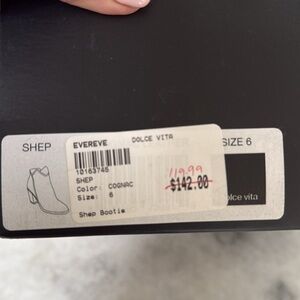 SHEP
EVEREVE DOLCE VITA
SIZE 6
10163745
SHEP
Color: COGNAC
Size: 6
Shep Bootie
119.99
$142.00
olce vita